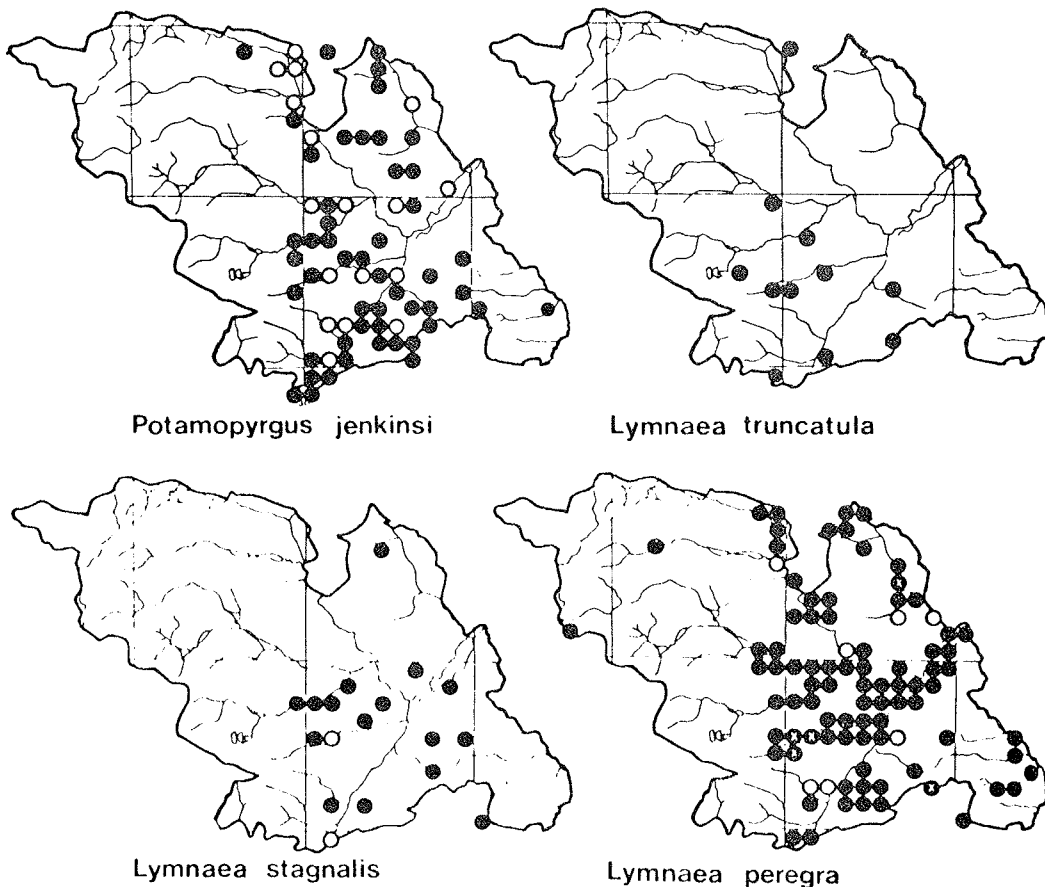 Potamopyrgus jenkinsi
Lymnaea truncatula
Lymnaea stagnalis
Lymnaea peregra